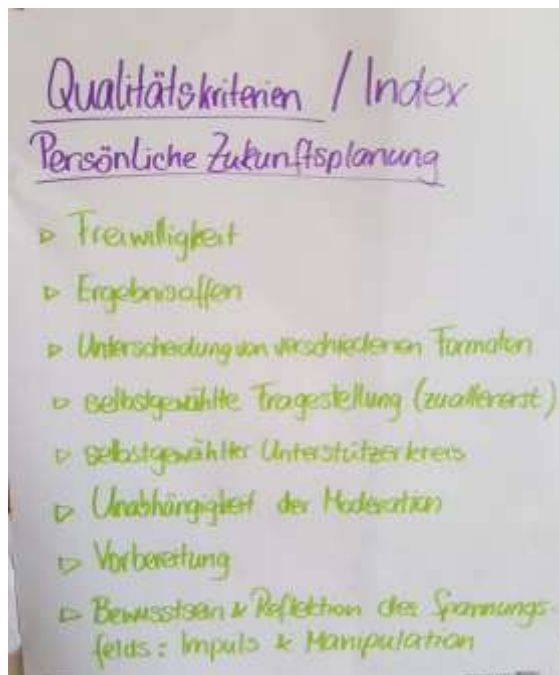 Qualitätskriterien / Index
Persönliche Zukunftsplanung
▷ Freiwilligkeit
▷ Ergebnisoffen
▷ Unterscheidung von verschiedenen Formaten
▷ selbstgewählte Fragestellung (zuallererst)
▷ selbstgewählter Unterstützerkreis
▷ Unabhängigkeit der Moderation
▷ Vorbereitung
▷ Bewusstsein & Reflektion des Spannungs-
felds: Impuls & Manipulation